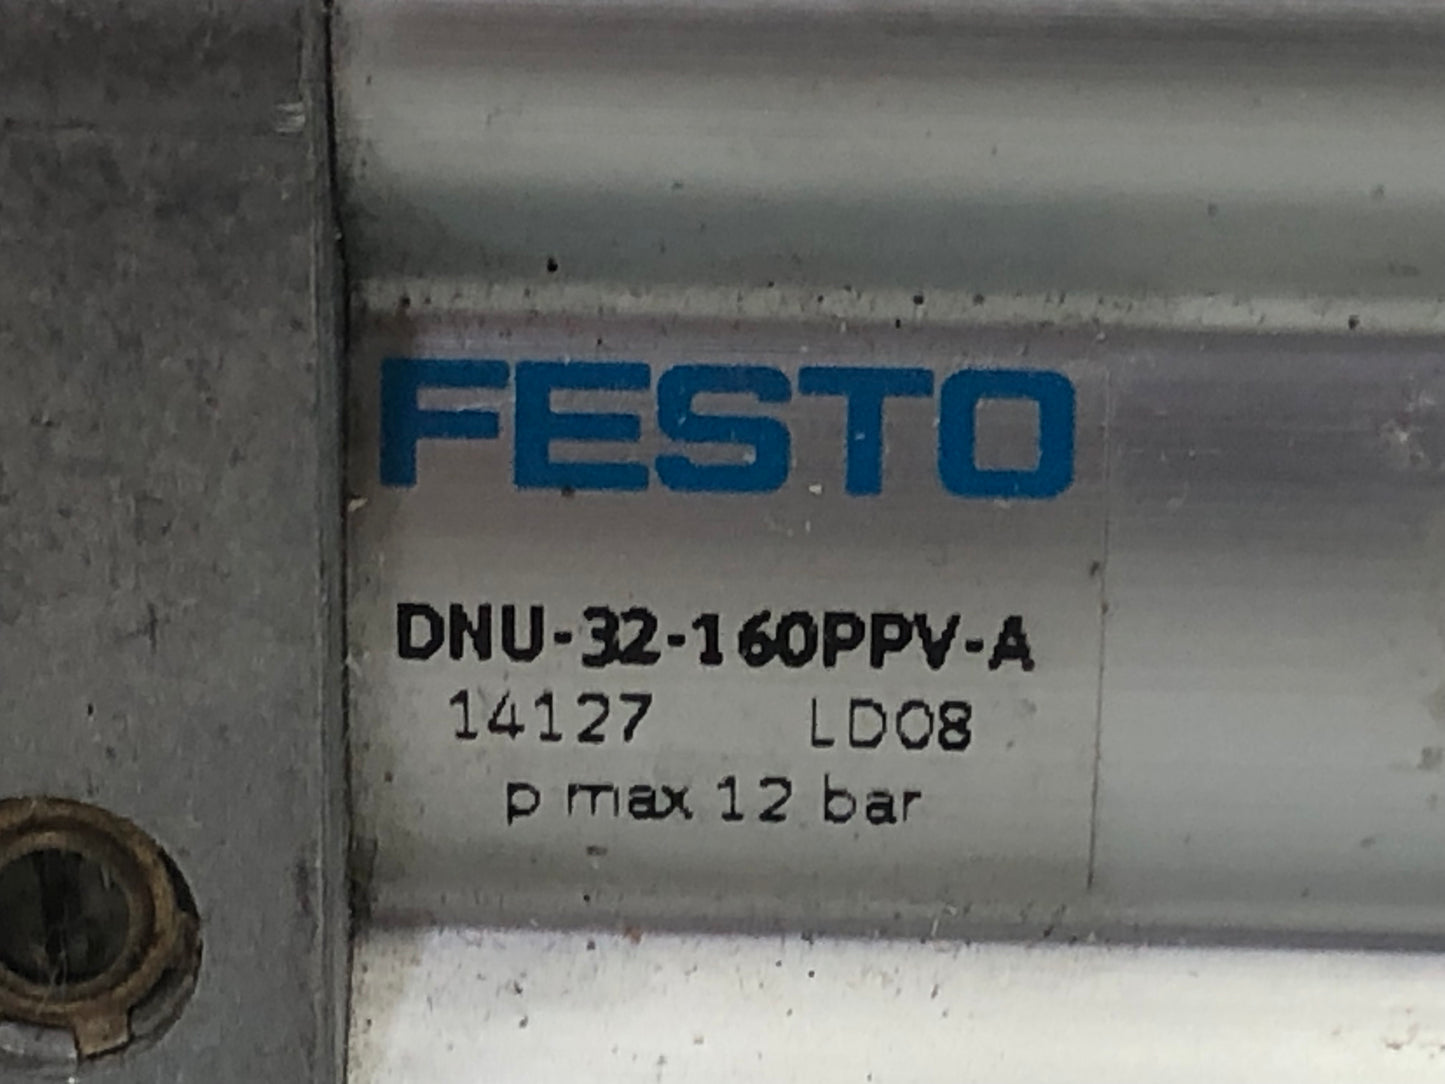 FESTO
DNU-32-160PPV-A
14127 LD08
p max 12 bar